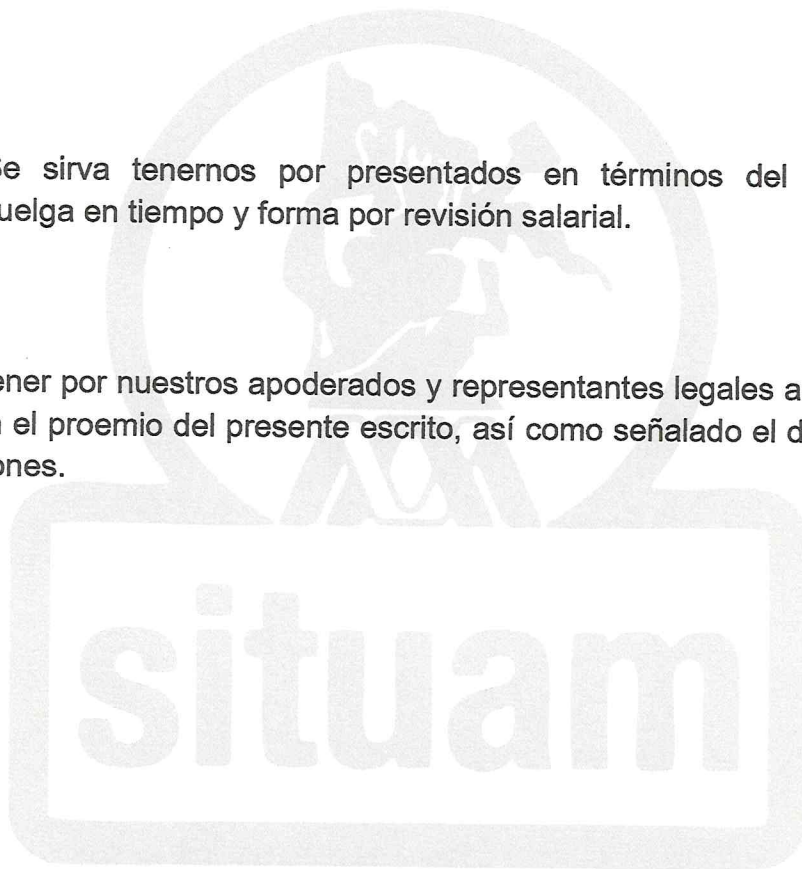 se sirva tenernos por presentados en términos del
uelga en tiempo y forma por revisión salarial.
ener por nuestros apoderados y representantes legales a
el proemio del presente escrito, así como señalado el d
ones.
situam